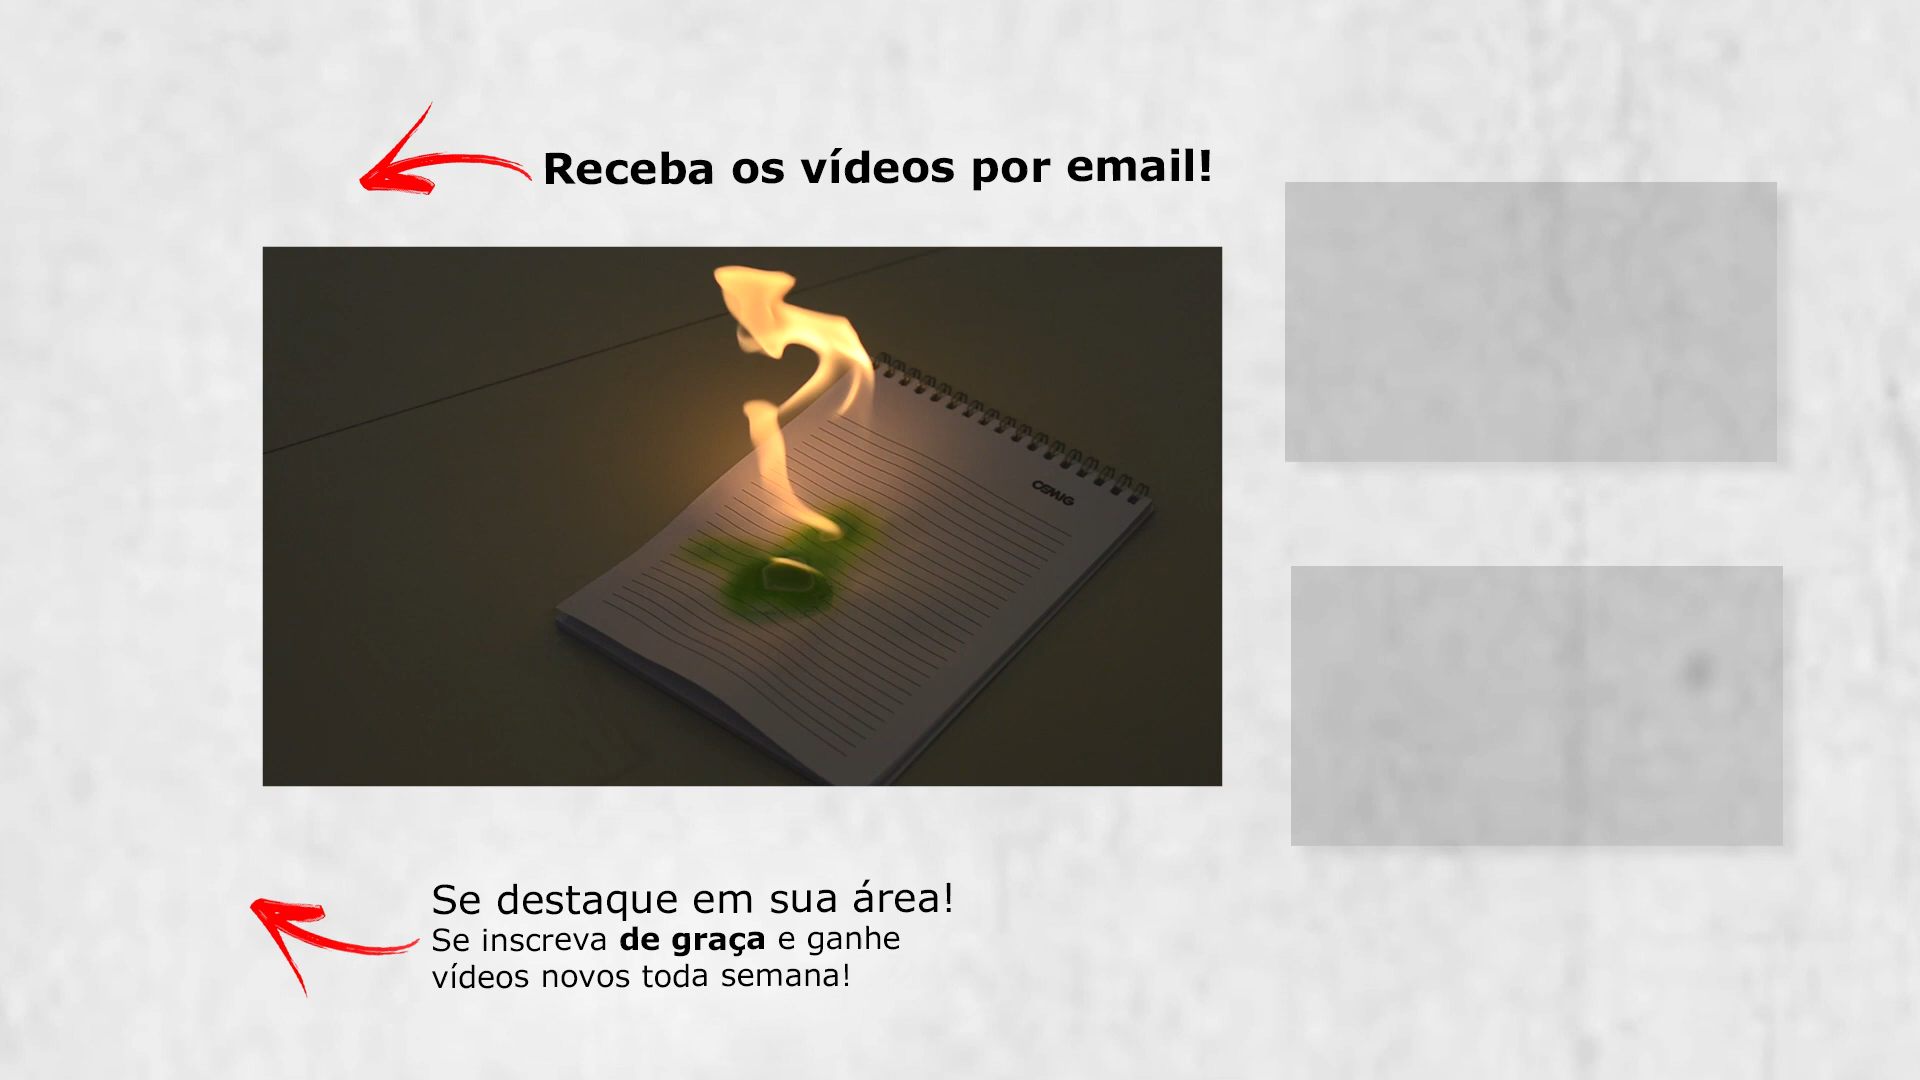 Receba os vídeos por email!
Se destaque em sua área!
Se inscreva de graça e ganhe
vídeos novos toda semana!